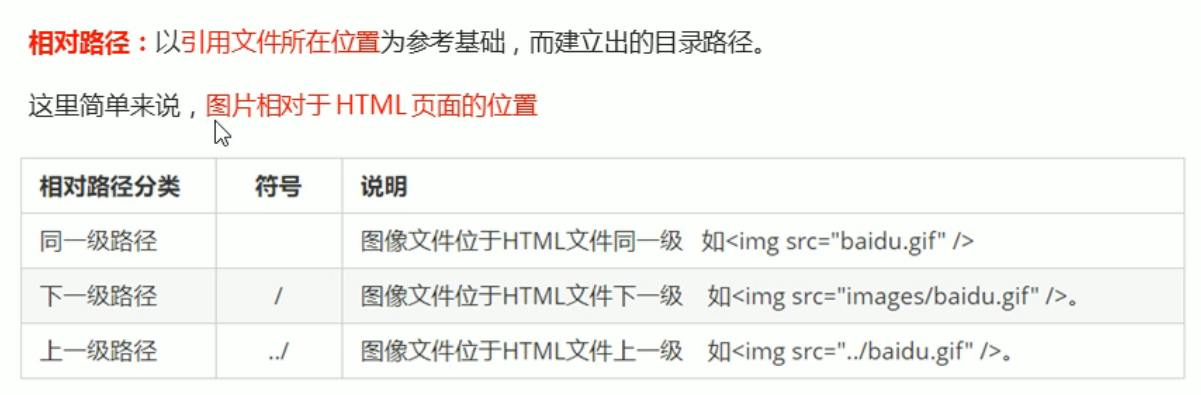 相对路径：以引用文件所在位置为参考基础，而建立出的目录路径。
这里简单来说，图片相对于 HTML 页面的位置
相对路径分类 符号 说明
同一级路径 图像文件位于HTML文件同一级 如<img src="baidu.gif" />
下一级路径 / 图像文件位于HTML文件下一级 如<img src="images/baidu.gif" />。
上一级路径 ../ 图像文件位于HTML文件上一级 如<img src="../baidu.gif" />。